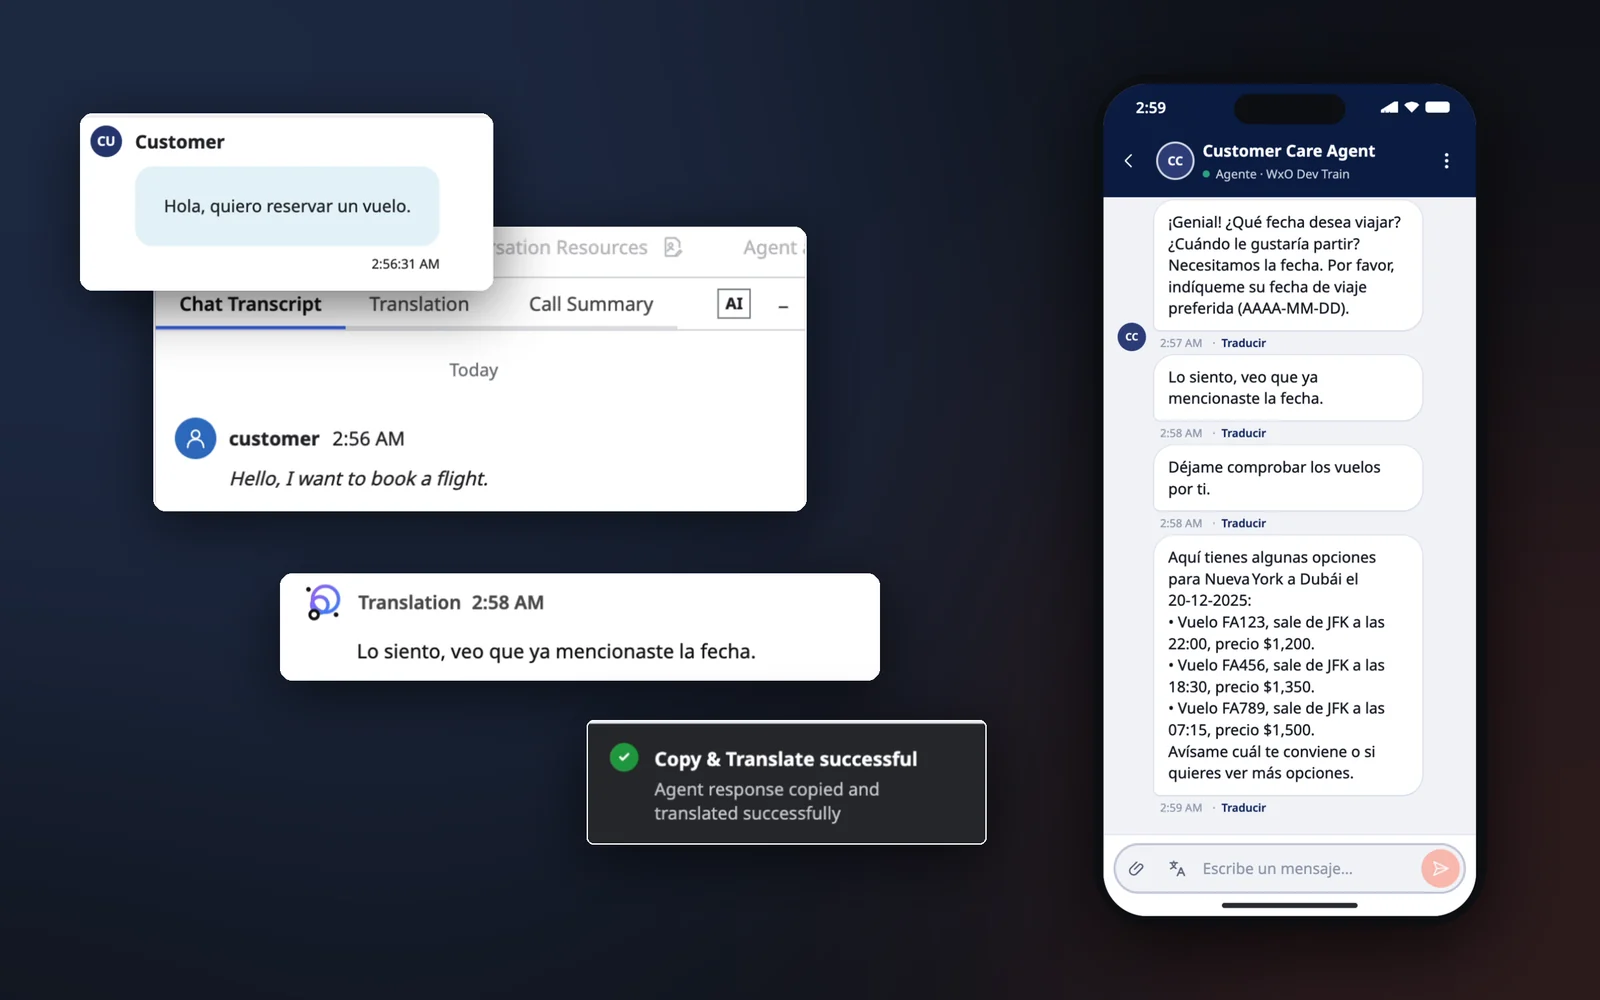 CU Customer
Hola, quiero reservar un vuelo.
2:56:31 AM
Resources Agent
Chat Transcript Translation Call Summary AI
Today
customer 2:56 AM
Hello, I want to book a flight.
Translation 2:58 AM
Lo siento, veo que ya mencionaste la fecha.
Copy & Translate successful
Agent response copied and
translated successfully
2:59
CC Customer Care Agent
Agente · WxO Dev Train
¡Genial! ¿Qué fecha desea viajar?
¿Cuándo le gustaría partir?
Necesitamos la fecha. Por favor,
indíqueme su fecha de viaje
preferida (AAAA-MM-DD).
CC 2:57 AM · Traducir
Lo siento, veo que ya
mencionaste la fecha.
2:58 AM · Traducir
Déjame comprobar los vuelos
por ti.
2:58 AM · Traducir
Aquí tienes algunas opciones
para Nueva York a Dubái el
20-12-2025:
• Vuelo FA123, sale de JFK a las
22:00, precio $1,200.
• Vuelo FA456, sale de JFK a las
18:30, precio $1,350.
• Vuelo FA789, sale de JFK a las
07:15, precio $1,500.
Avísame cuál te conviene o si
quieres ver más opciones.
2:59 AM · Traducir
Escribe un mensaje...